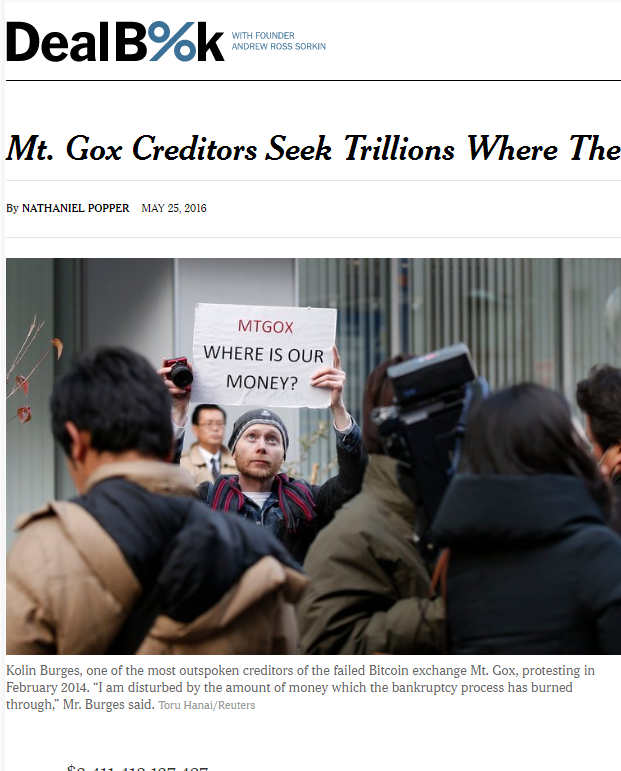 DealB%k
WITH FOUNDER
ANDREW ROSS SORKIN
Mt. Gox Creditors Seek Trillions Where The
By NATHANIEL POPPER MAY 25, 2016
MTGOX
WHERE IS OUR
MONEY?
Kolin Burges, one of the most outspoken creditors of the failed Bitcoin exchange Mt. Gox, protesting in
February 2014. “I am disturbed by the amount of money which the bankruptcy process has burned
through,” Mr. Burges said. Toru Hanai/Reuters